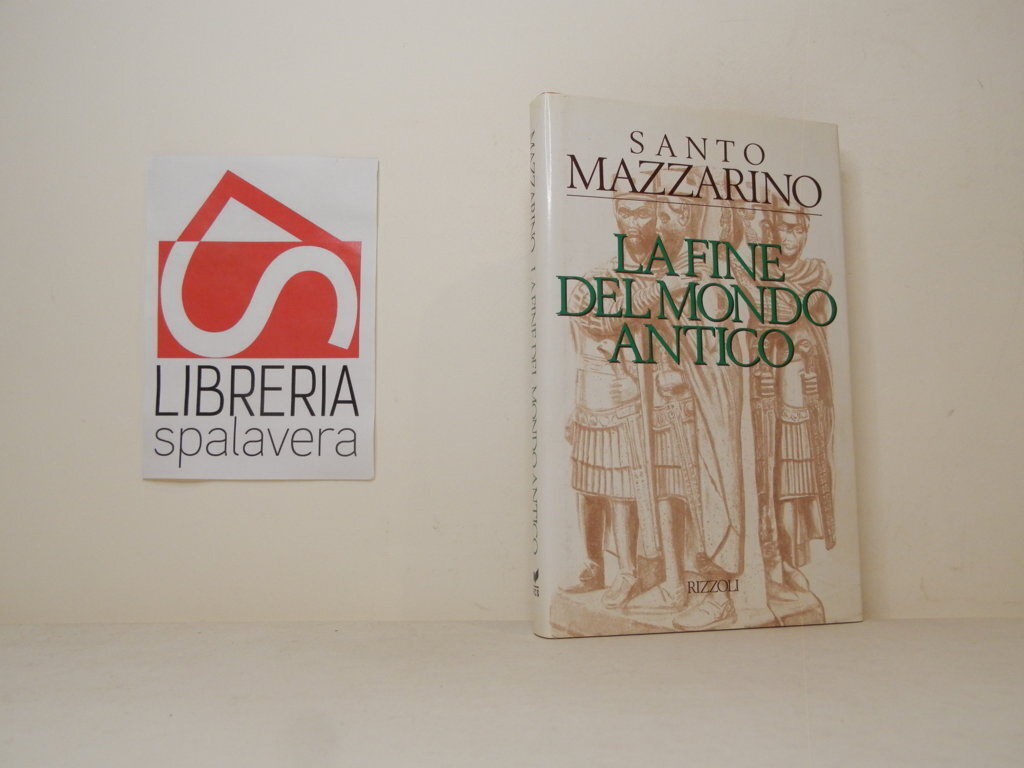 LIBRERIA
spalavera
MAZZARINO LA FINE DEL MONDO ANTICO
SANTO
MAZZARINO
LA FINE
DEL MONDO
ANTICO
RIZZOLI